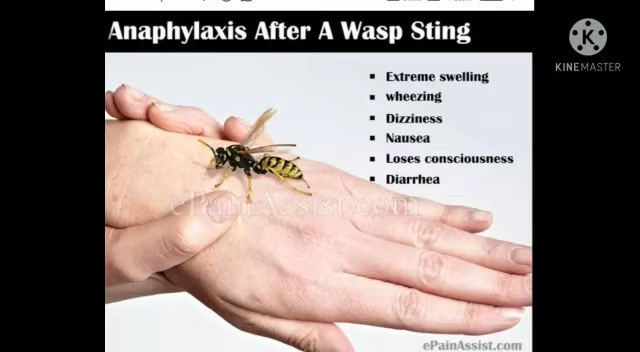 Anaphylaxis After A Wasp Sting
KINEMASTER
Extreme swelling
wheezing
Dizziness
Nausea
Loses consciousness
Diarrhea
ePainAssist.com
ePainAssist.com